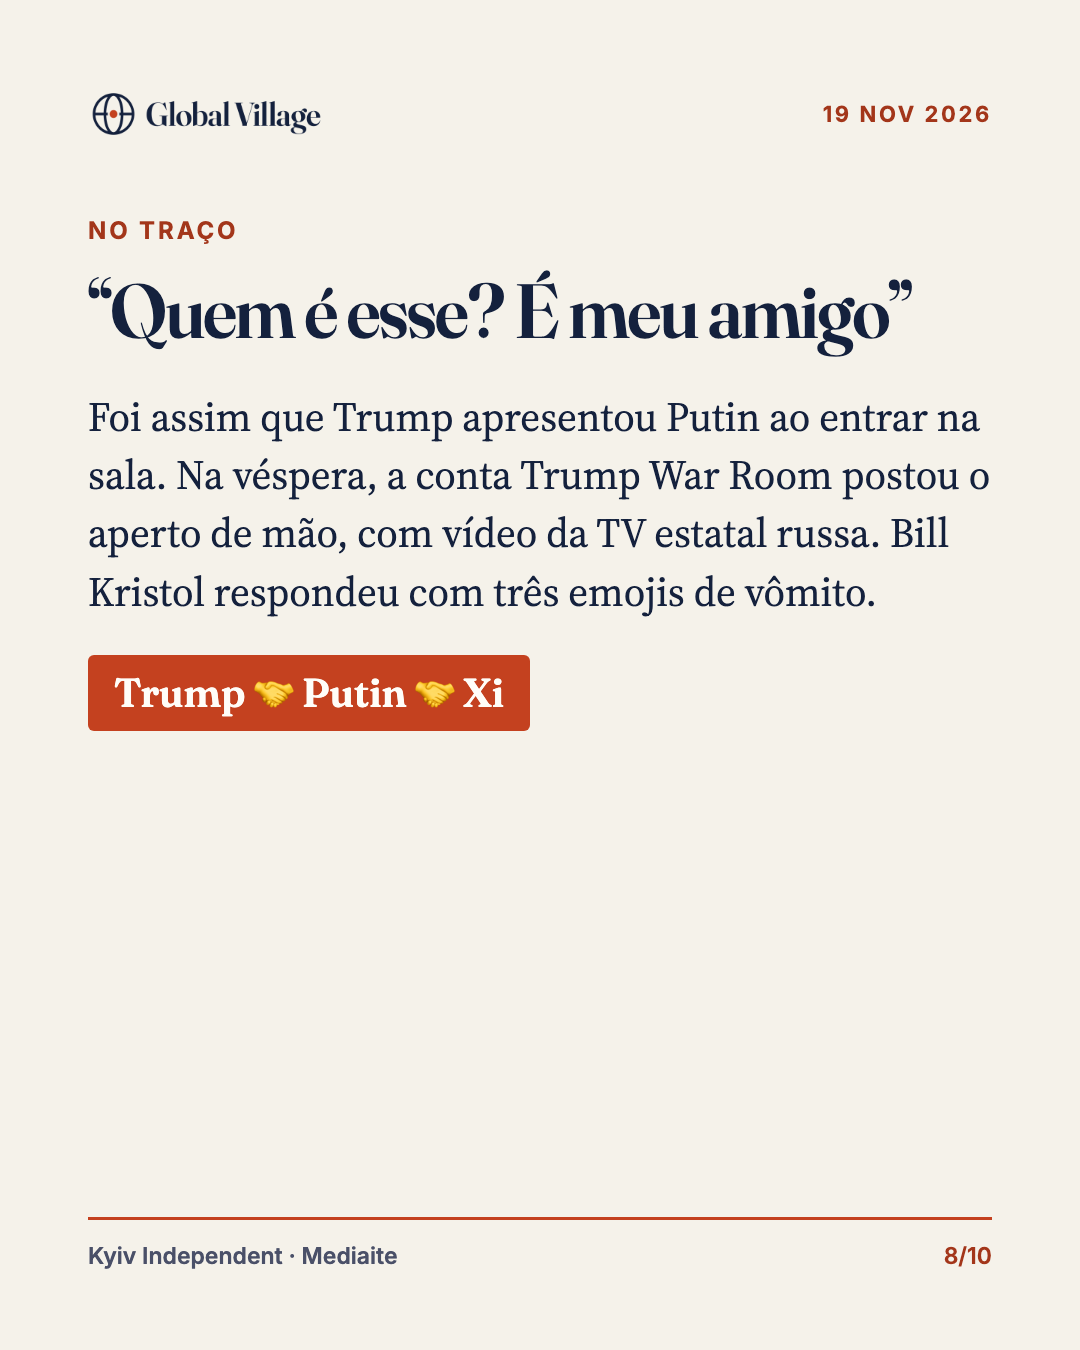 Global Village
19 NOV 2026
NO TRAÇO
“Quem é esse? É meu amigo”
Foi assim que Trump apresentou Putin ao entrar na
sala. Na véspera, a conta Trump War Room postou o
aperto de mão, com vídeo da TV estatal russa. Bill
Kristol respondeu com três emojis de vômito.
Trump 🤝 Putin 🤝 Xi
Kyiv Independent · Mediaite
8/10